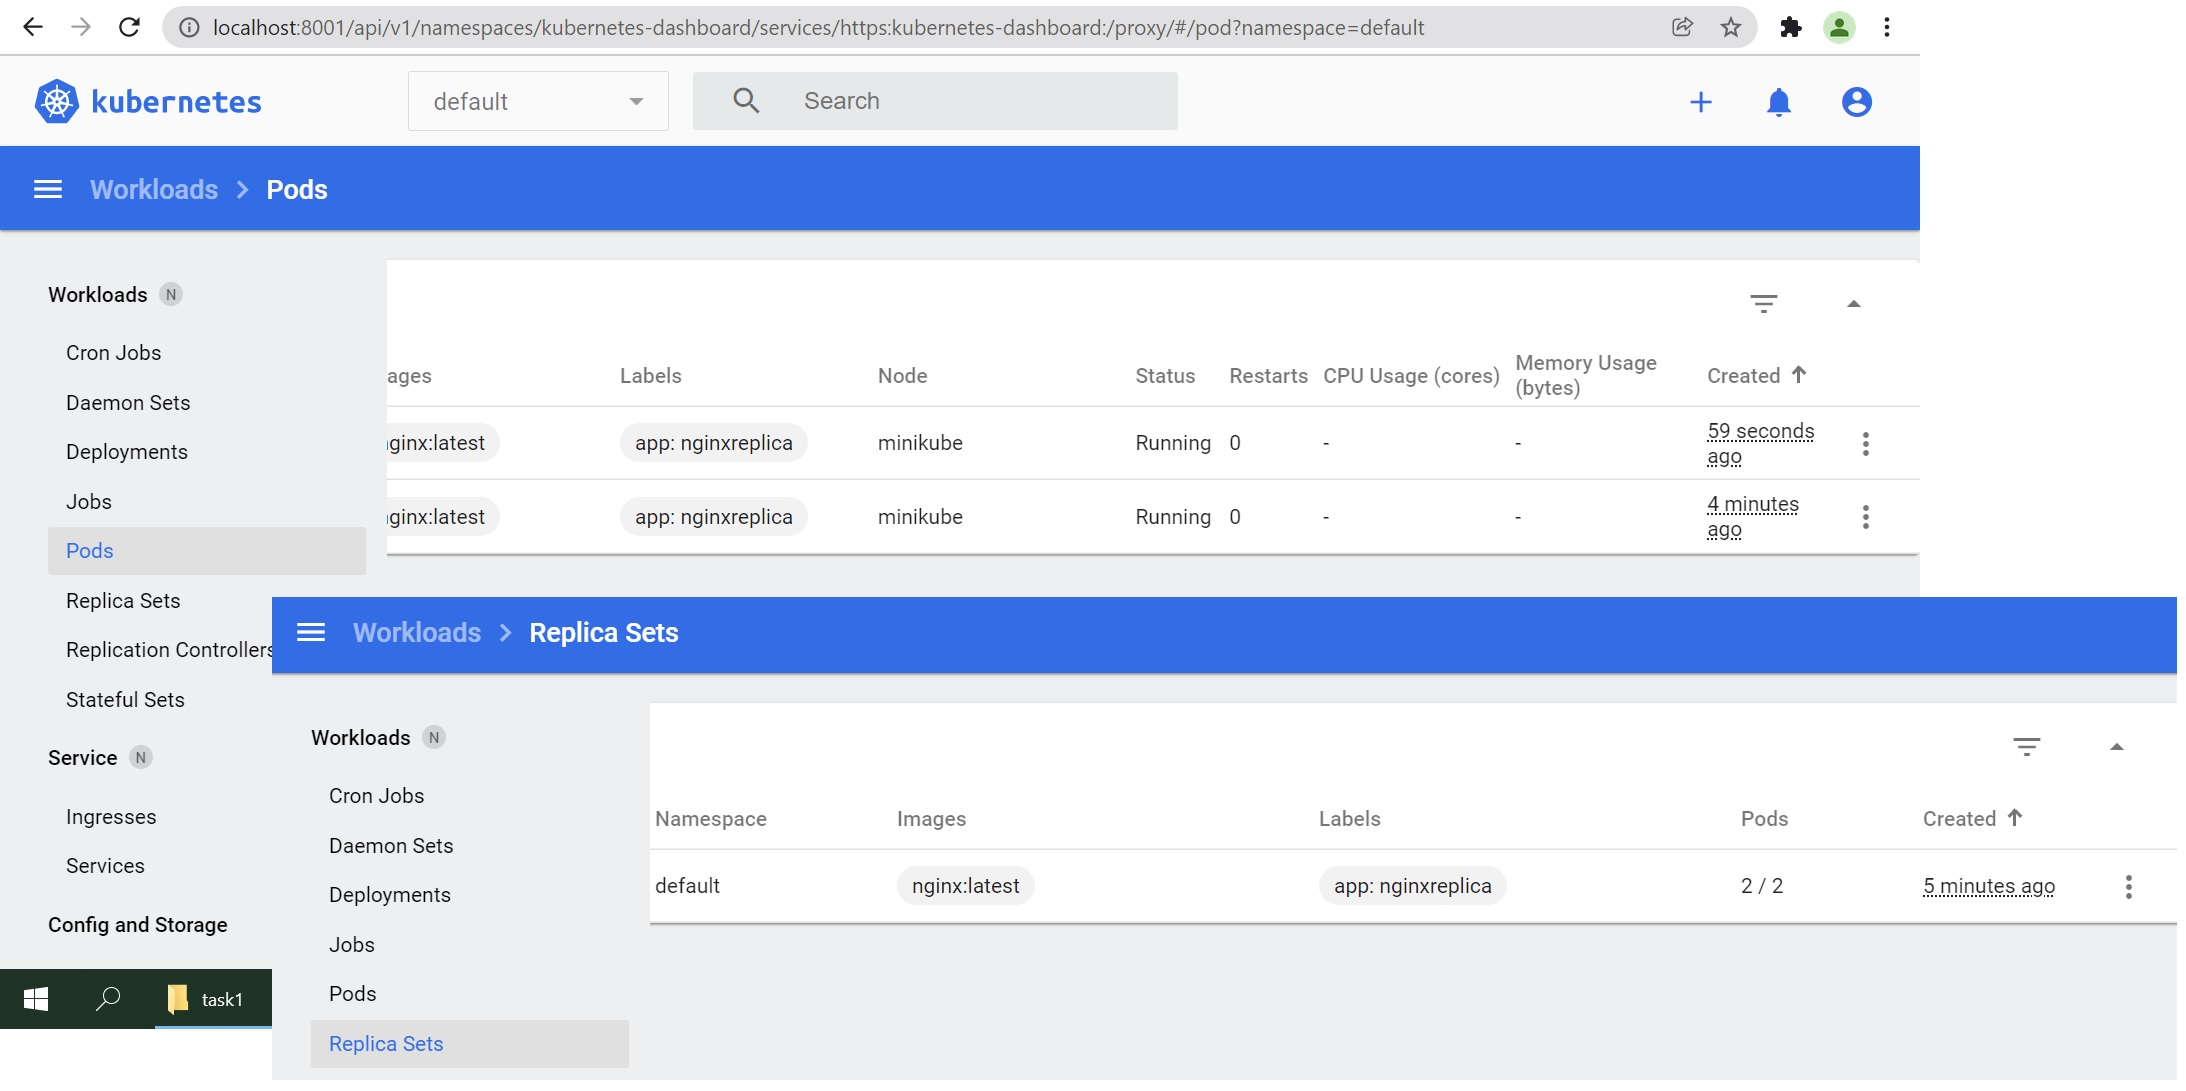 localhost:8001/api/v1/namespaces/kubernetes-dashboard/services/https:kubernetes-dashboard:/proxy/#/pod?namespace=default
kubernetes
default
Search
Workloads > Pods
Workloads N
Cron Jobs
Daemon Sets
Deployments
Jobs
Pods
Replica Sets
Replication Controllers
Stateful Sets
Service N
Ingresses
Services
Config and Storage
ages Labels Node Status Restarts CPU Usage (cores) Memory Usage (bytes) Created
ginx:latest app: nginxreplica minikube Running 0 - - 59 seconds ago
ginx:latest app: nginxreplica minikube Running 0 - - 4 minutes ago
task1
Workloads > Replica Sets
Workloads N
Cron Jobs
Daemon Sets
Deployments
Jobs
Pods
Replica Sets
Namespace Images Labels Pods Created
default nginx:latest app: nginxreplica 2 / 2 5 minutes ago